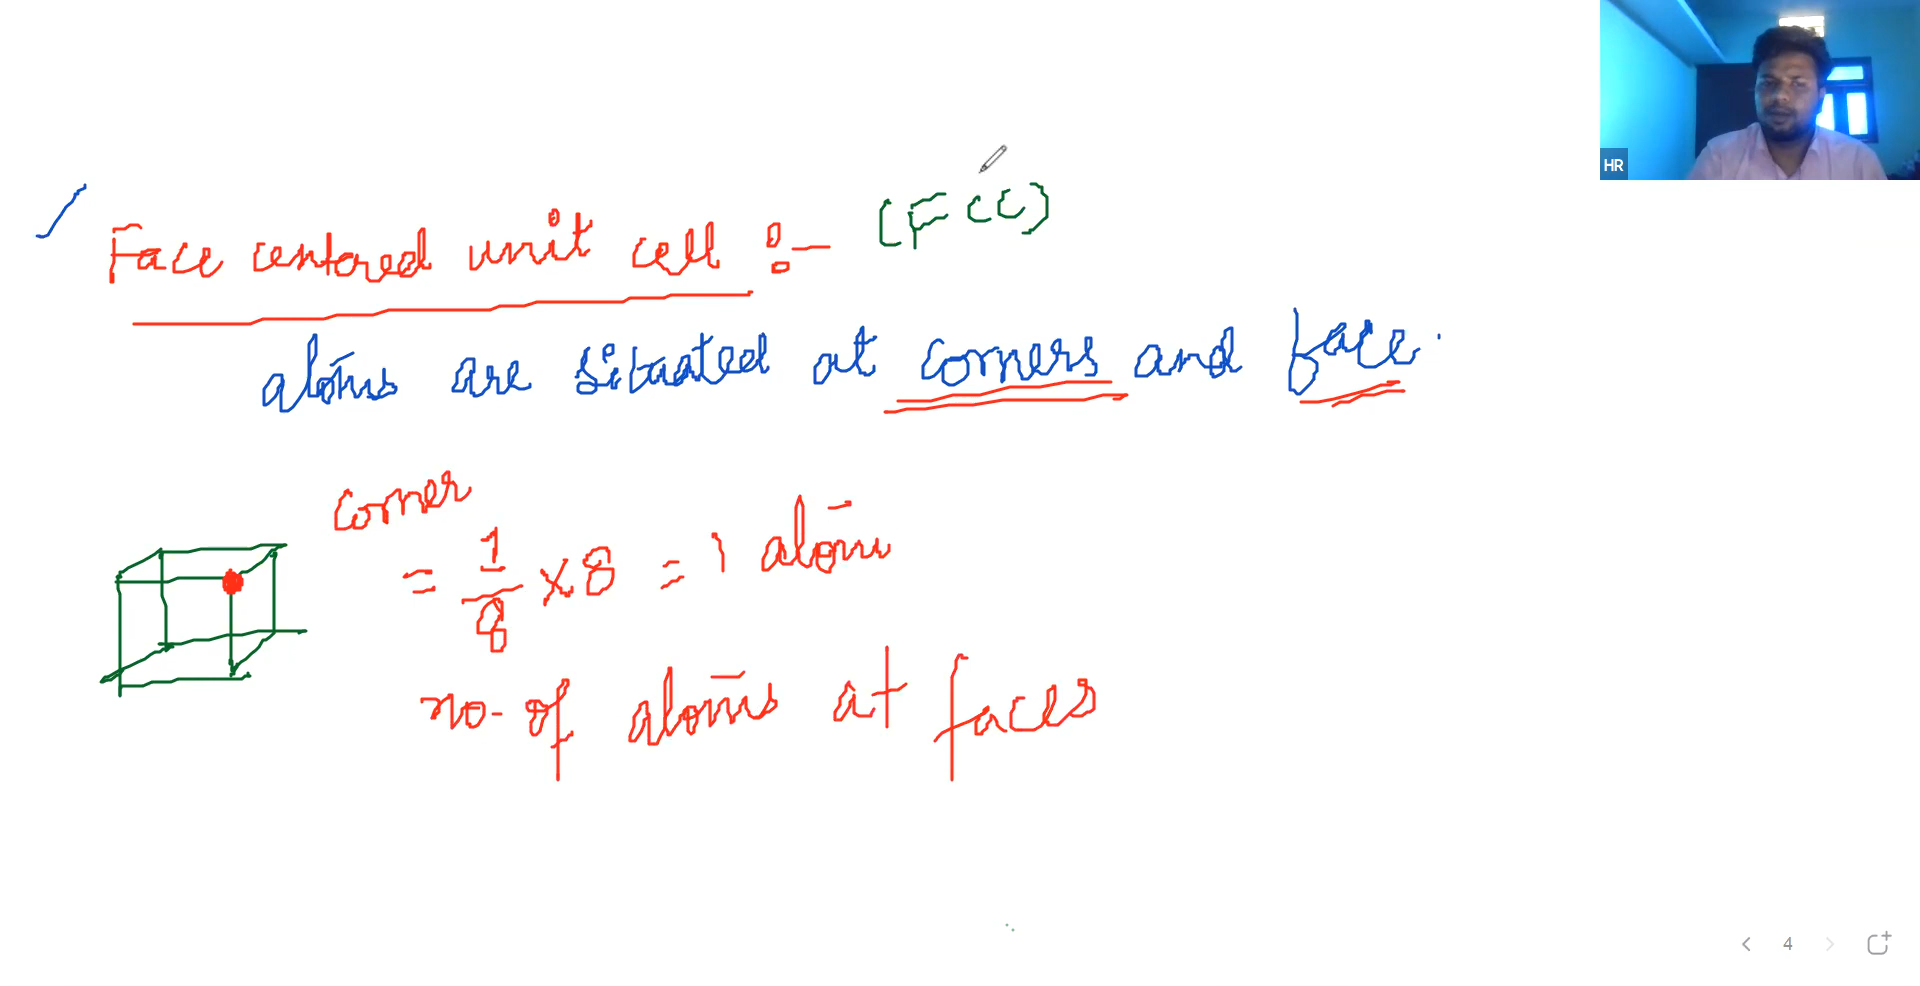 HR
Face centered unit cell :- (FCC)
atoms are situated at corners and face.
corner
= 1/8 × 8 = 1 atom
no. of atoms at faces
4